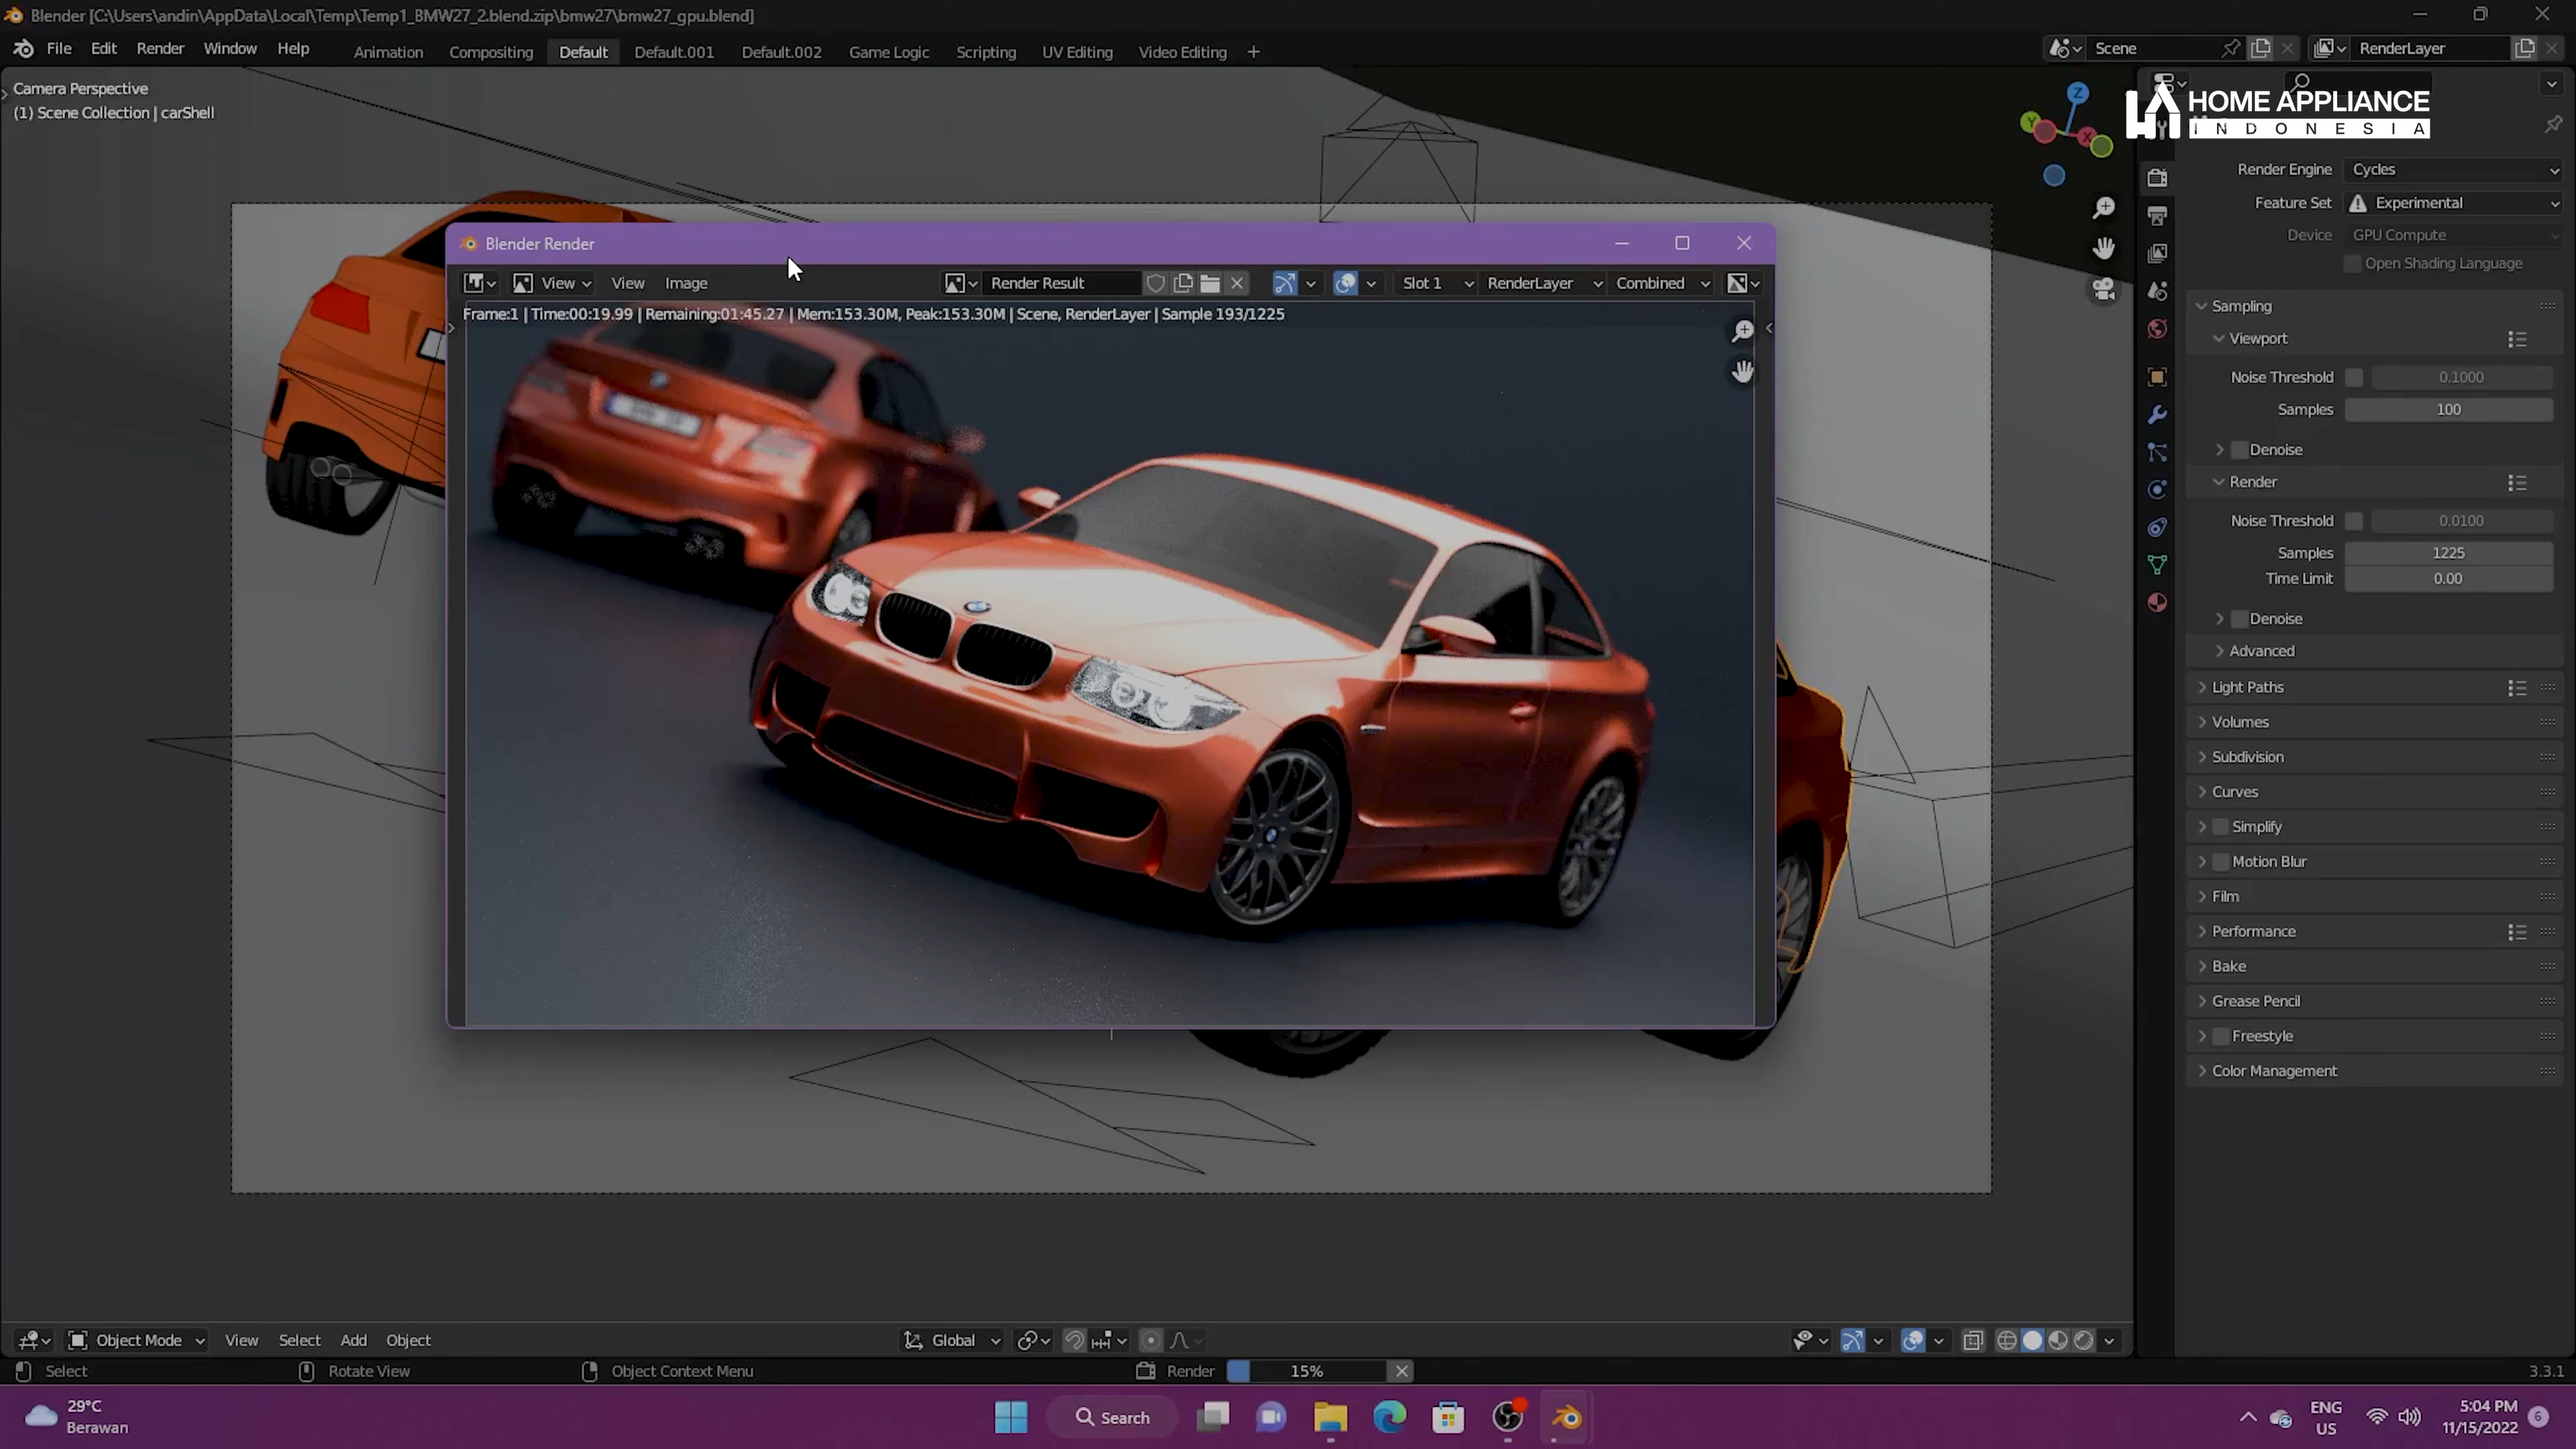 Blender [C:\Users\andin\AppData\Local\Temp\Temp1_BMW27_2.blend.zip\bmw27\bmw27_gpu.blend]
File Edit Render Window Help
Animation Compositing Default Default.001 Default.002 Game Logic Scripting UV Editing Video Editing +
Scene
RenderLayer
Camera Perspective
(1) Scene Collection | carShell
Z
Y
X
HOME APPLIANCE
INDONESIA
Render Engine Cycles
Feature Set Experimental
Device GPU Compute
Open Shading Language
Sampling
Viewport
Noise Threshold 0.1000
Samples 100
Denoise
Render
Noise Threshold 0.0100
Samples 1225
Time Limit 0.00
Denoise
Advanced
Light Paths
Volumes
Subdivision
Curves
Simplify
Motion Blur
Film
Performance
Bake
Grease Pencil
Freestyle
Color Management
Blender Render
View View Image
Render Result
Slot 1 RenderLayer Combined
Frame:1 | Time:00:19.99 | Remaining:01:45.27 | Mem:153.30M, Peak:153.30M | Scene, RenderLayer | Sample 193/1225
Object Mode View Select Add Object
Global
Select Rotate View Object Context Menu
Render 15%
3.3.1
29°C
Berawan
Search
ENG
US
5:04 PM
11/15/2022
6